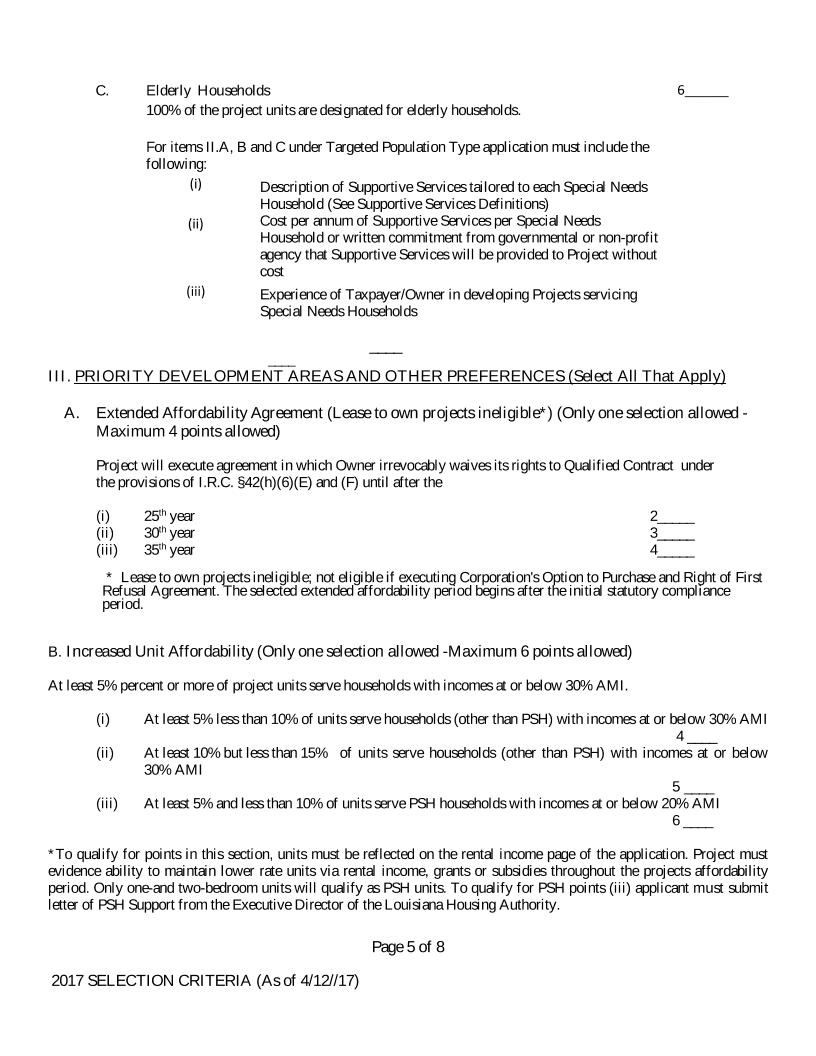 C. Elderly Households 6______
100% of the project units are designated for elderly households.
For items II.A, B and C under Targeted Population Type application must include the
following:
(i) Description of Supportive Services tailored to each Special Needs
Household (See Supportive Services Definitions)
(ii) Cost per annum of Supportive Services per Special Needs
Household or written commitment from governmental or non-profit
agency that Supportive Services will be provided to Project without
cost
(iii) Experience of Taxpayer/Owner in developing Projects servicing
Special Needs Households
____
____
III. PRIORITY DEVELOPMENT AREAS AND OTHER PREFERENCES (Select All That Apply)
A. Extended Affordability Agreement (Lease to own projects ineligible*) (Only one selection allowed -
Maximum 4 points allowed)
Project will execute agreement in which Owner irrevocably waives its rights to Qualified Contract under
the provisions of I.R.C. §42(h)(6)(E) and (F) until after the
(i) 25th year 2_____
(ii) 30th year 3_____
(iii) 35th year 4_____
* Lease to own projects ineligible; not eligible if executing Corporation's Option to Purchase and Right of First
Refusal Agreement. The selected extended affordability period begins after the initial statutory compliance
period.
B. Increased Unit Affordability (Only one selection allowed -Maximum 6 points allowed)
At least 5% percent or more of project units serve households with incomes at or below 30% AMI.
(i) At least 5% less than 10% of units serve households (other than PSH) with incomes at or below 30% AMI
4 ____
(ii) At least 10% but less than 15% of units serve households (other than PSH) with incomes at or below
30% AMI
5 ____
(iii) At least 5% and less than 10% of units serve PSH households with incomes at or below 20% AMI
6 ____
*To qualify for points in this section, units must be reflected on the rental income page of the application. Project must
evidence ability to maintain lower rate units via rental income, grants or subsidies throughout the projects affordability
period. Only one-and two-bedroom units will qualify as PSH units. To qualify for PSH points (iii) applicant must submit
letter of PSH Support from the Executive Director of the Louisiana Housing Authority.
Page 5 of 8
2017 SELECTION CRITERIA (As of 4/12//17)